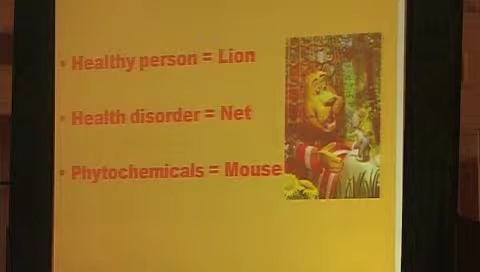 • Healthy person = Lion
• Health disorder = Net
• Phytochemicals = Mouse